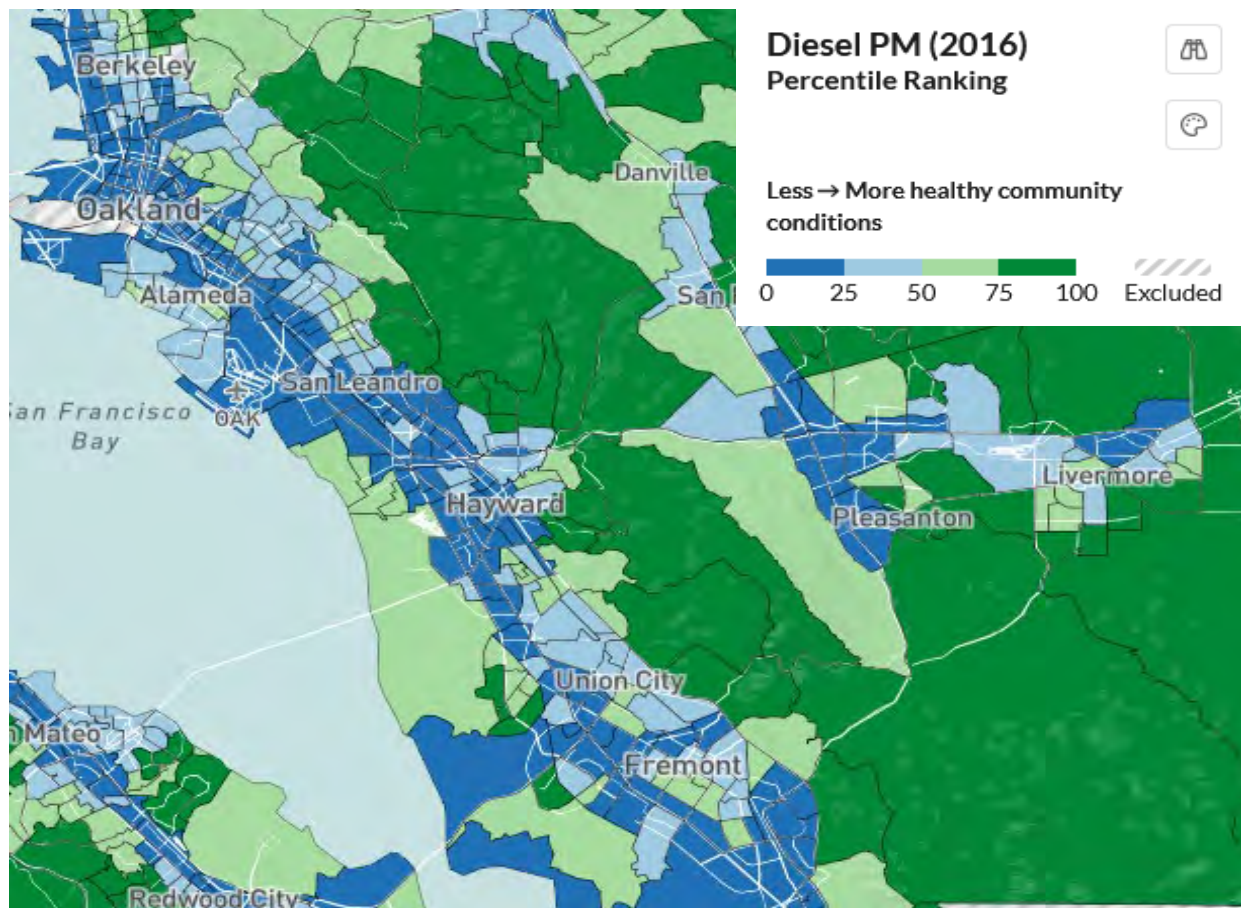 Diesel PM (2016)
Percentile Ranking
Less → More healthy community
conditions
0 25 50 75 100 Excluded
Berkeley
Danville
Oakland
Alameda
San
San Leandro
OAK
San Francisco
Bay
Livermore
Hayward
Pleasanton
Union City
Mateo
Fremont
Redwood City